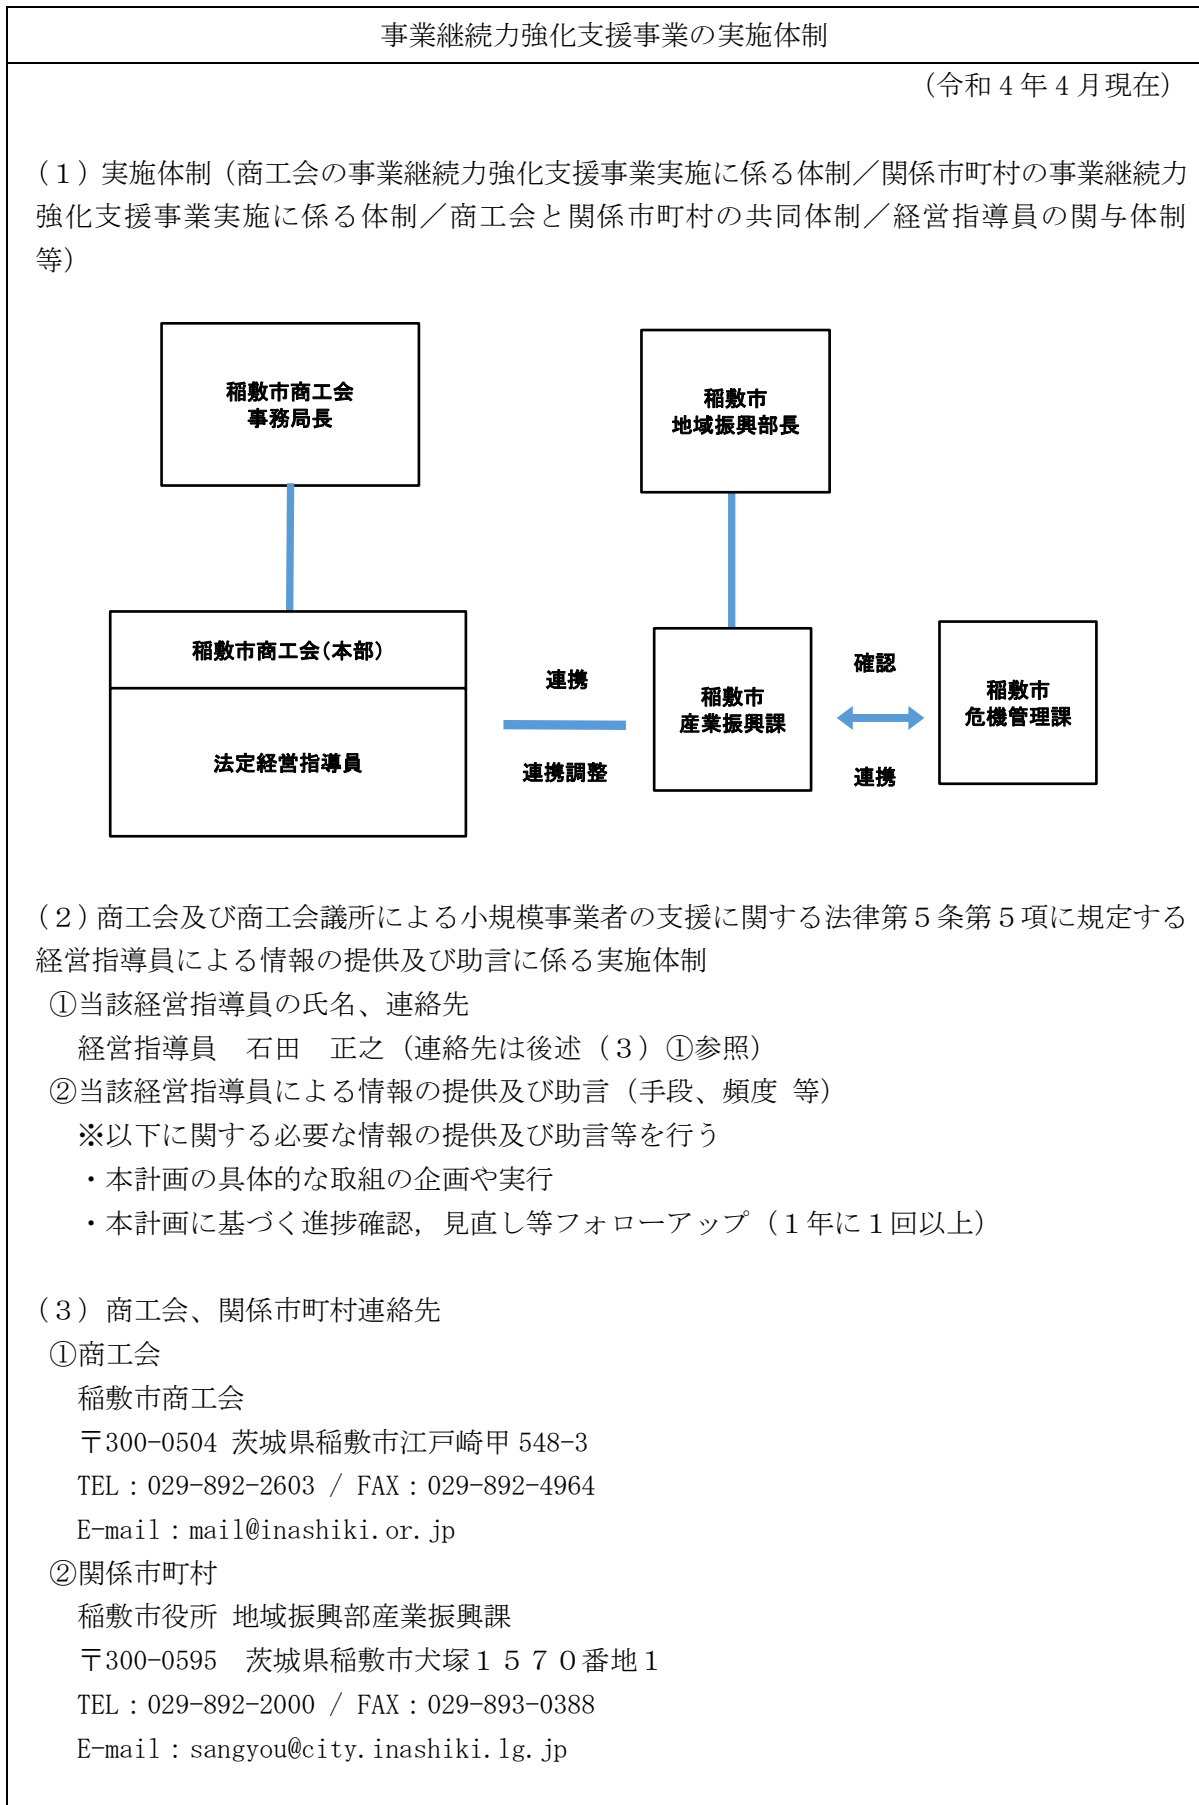 事業継続力強化支援事業の実施体制
（令和４年４月現在）
（１）実施体制（商工会の事業継続力強化支援事業実施に係る体制／関係市町村の事業継続力
強化支援事業実施に係る体制／商工会と関係市町村の共同体制／経営指導員の関与体制
等）
稲敷市商工会
事務局長
稲敷市
地域振興部長
稲敷市商工会（本部）
法定経営指導員
連携
連携調整
稲敷市
産業振興課
確認
連携
稲敷市
危機管理課
（２）商工会及び商工会議所による小規模事業者の支援に関する法律第５条第５項に規定する
経営指導員による情報の提供及び助言に係る実施体制
①当該経営指導員の氏名、連絡先
経営指導員　石田　正之（連絡先は後述（３）①参照）
②当該経営指導員による情報の提供及び助言（手段、頻度 等）
※以下に関する必要な情報の提供及び助言等を行う
・本計画の具体的な取組の企画や実行
・本計画に基づく進捗確認，見直し等フォローアップ（１年に１回以上）
（３）商工会、関係市町村連絡先
①商工会
稲敷市商工会
〒300-0504 茨城県稲敷市江戸崎甲 548-3
TEL：029-892-2603 / FAX：029-892-4964
E-mail：mail@inashiki.or.jp
②関係市町村
稲敷市役所 地域振興部産業振興課
〒300-0595　茨城県稲敷市犬塚１５７０番地１
TEL：029-892-2000 / FAX：029-893-0388
E-mail：sangyou@city.inashiki.lg.jp